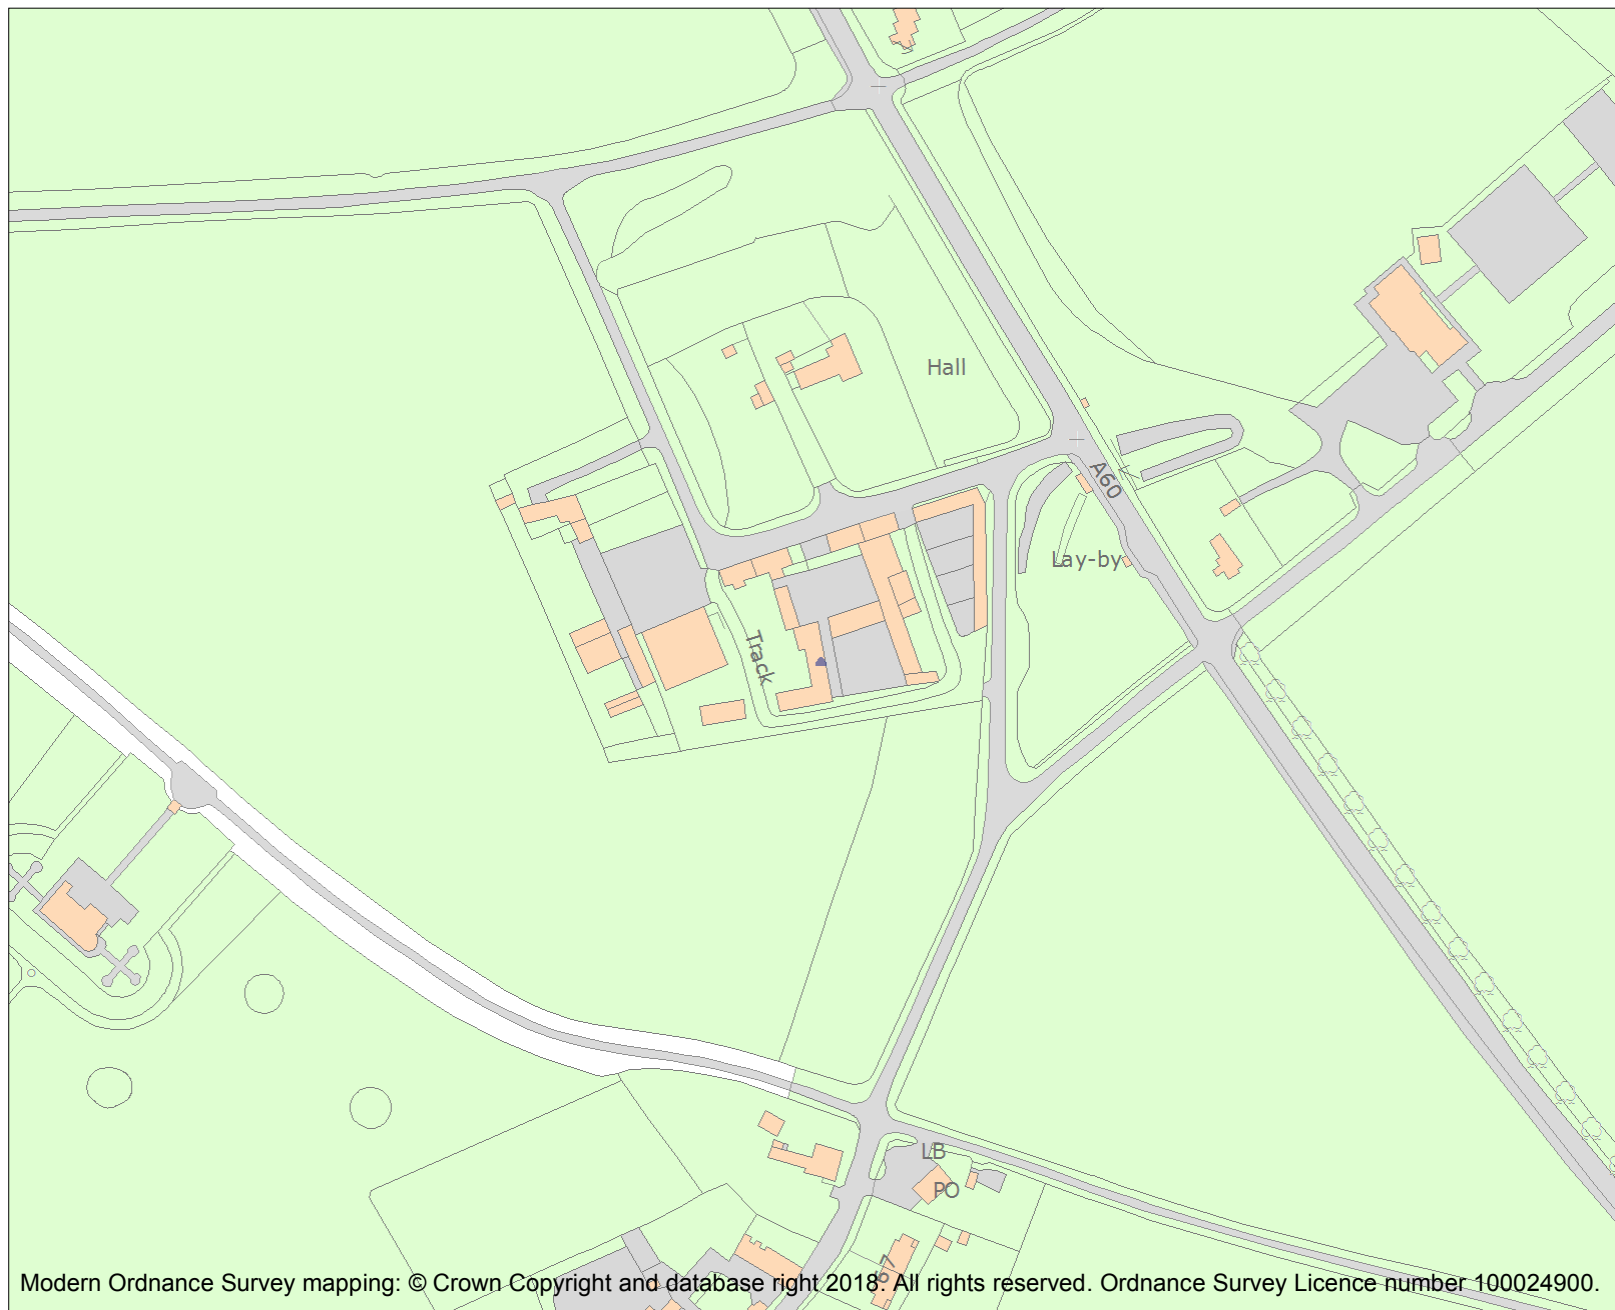 Hall
A60
Lay-by
Track
LB
PO
67
Modern Ordnance Survey mapping: © Crown Copyright and database right 2018. All rights reserved. Ordnance Survey Licence number 100024900.